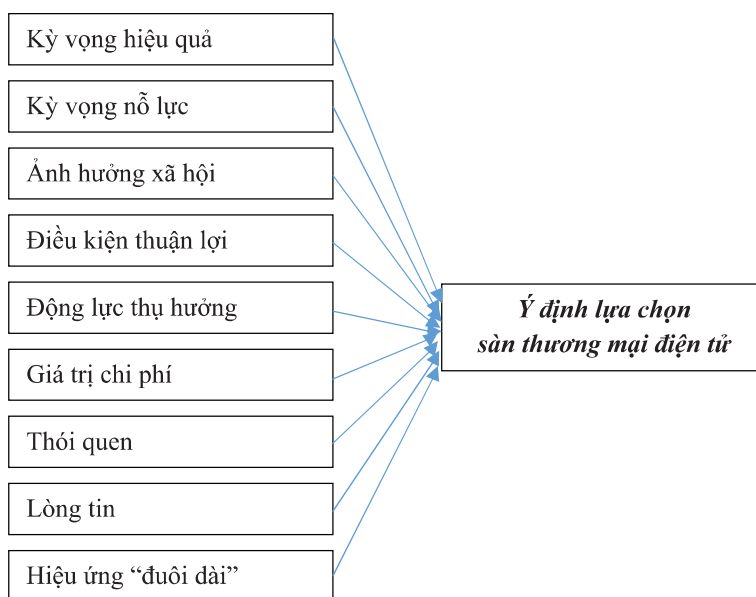 Kỳ vọng hiệu quả
Kỳ vọng nỗ lực
Ảnh hưởng xã hội
Điều kiện thuận lợi
Động lực thụ hưởng
Giá trị chi phí
Thói quen
Lòng tin
Hiệu ứng “đuôi dài”
Ý định lựa chọn
sàn thương mại điện tử